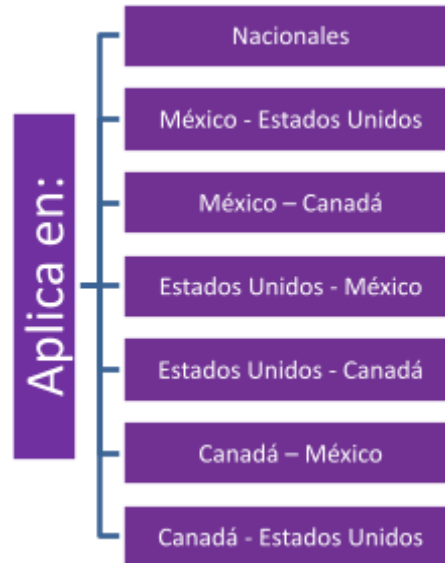 Aplica en:
Nacionales
México - Estados Unidos
México – Canadá
Estados Unidos - México
Estados Unidos - Canadá
Canadá – México
Canadá - Estados Unidos